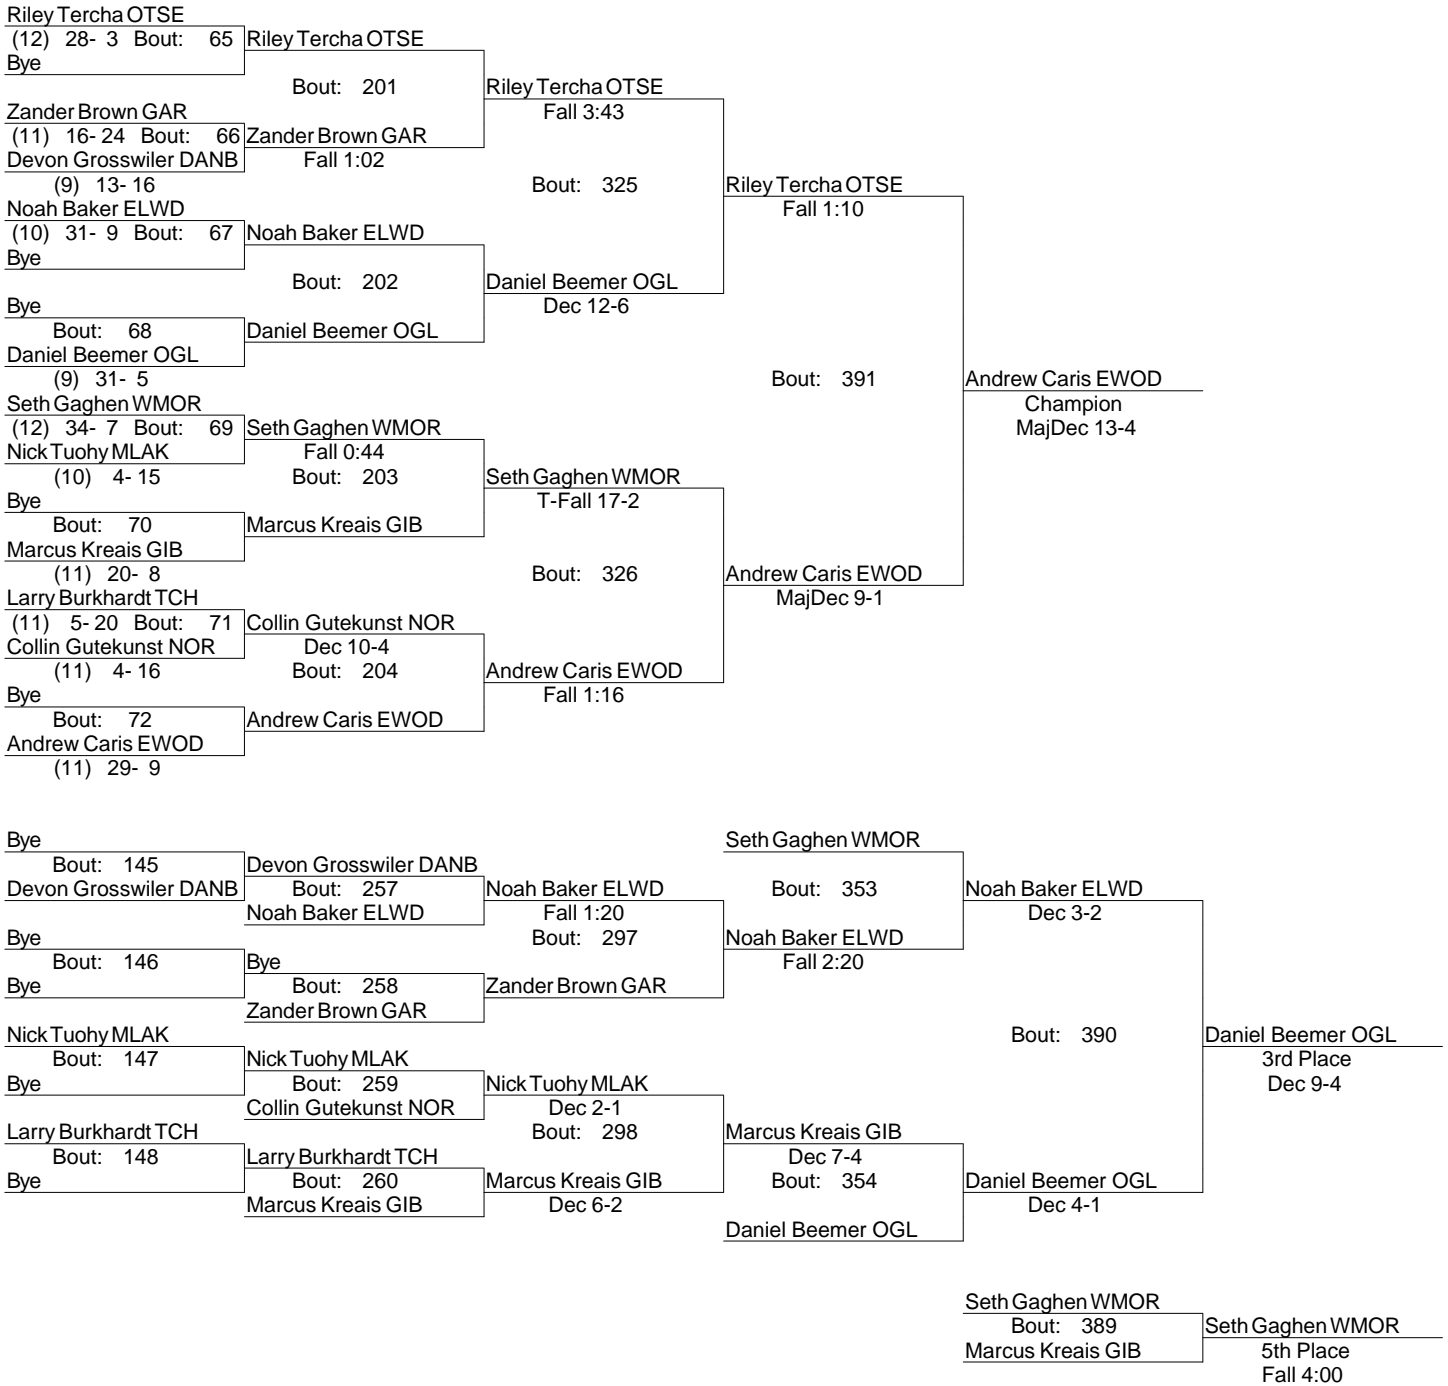 Riley Tercha OTSE
(12) 28- 3 Bout: 65 Riley Tercha OTSE
Bye
Bout: 201 Riley Tercha OTSE
Zander Brown GAR Fall 3:43
(11) 16- 24 Bout: 66 Zander Brown GAR
Devon Grosswiler DANB Fall 1:02
(9) 13- 16 Bout: 325 Riley Tercha OTSE
Noah Baker ELWD Fall 1:10
(10) 31- 9 Bout: 67 Noah Baker ELWD
Bye
Bout: 202 Daniel Beemer OGL
Bye Dec 12-6
Bout: 68 Daniel Beemer OGL
Daniel Beemer OGL
(9) 31- 5 Bout: 391 Andrew Caris EWOD
Seth Gaghen WMOR Champion
(12) 34- 7 Bout: 69 Seth Gaghen WMOR MajDec 13-4
Nick Tuohy MLAK Fall 0:44
(10) 4- 15 Bout: 203 Seth Gaghen WMOR
Bye T-Fall 17-2
Bout: 70 Marcus Kreais GIB
Marcus Kreais GIB
(11) 20- 8 Bout: 326 Andrew Caris EWOD
Larry Burkhardt TCH MajDec 9-1
(11) 5- 20 Bout: 71 Collin Gutekunst NOR
Collin Gutekunst NOR Dec 10-4
(11) 4- 16 Bout: 204 Andrew Caris EWOD
Bye Fall 1:16
Bout: 72 Andrew Caris EWOD
Andrew Caris EWOD
(11) 29- 9
Bye Seth Gaghen WMOR
Bout: 145 Devon Grosswiler DANB
Devon Grosswiler DANB Bout: 257 Noah Baker ELWD Bout: 353 Noah Baker ELWD
Noah Baker ELWD Fall 1:20 Dec 3-2
Bye Bout: 297 Noah Baker ELWD
Bout: 146 Bye Fall 2:20
Bye Bout: 258 Zander Brown GAR
Zander Brown GAR
Nick Tuohy MLAK Bout: 390 Daniel Beemer OGL
Bout: 147 Nick Tuohy MLAK 3rd Place
Bye Bout: 259 Nick Tuohy MLAK Dec 9-4
Collin Gutekunst NOR Dec 2-1
Larry Burkhardt TCH Bout: 298 Marcus Kreais GIB
Bout: 148 Larry Burkhardt TCH Dec 7-4
Bye Bout: 260 Marcus Kreais GIB Bout: 354 Daniel Beemer OGL
Marcus Kreais GIB Dec 6-2 Dec 4-1
Daniel Beemer OGL
Seth Gaghen WMOR
Bout: 389 Seth Gaghen WMOR
Marcus Kreais GIB 5th Place
Fall 4:00